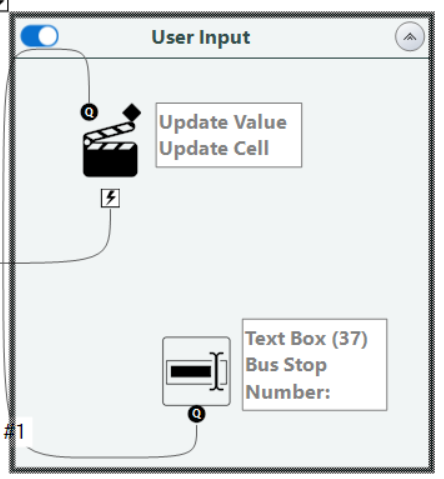 User Input
Q
Update Value
Update Cell
Text Box (37)
Bus Stop
Number:
Q
#1